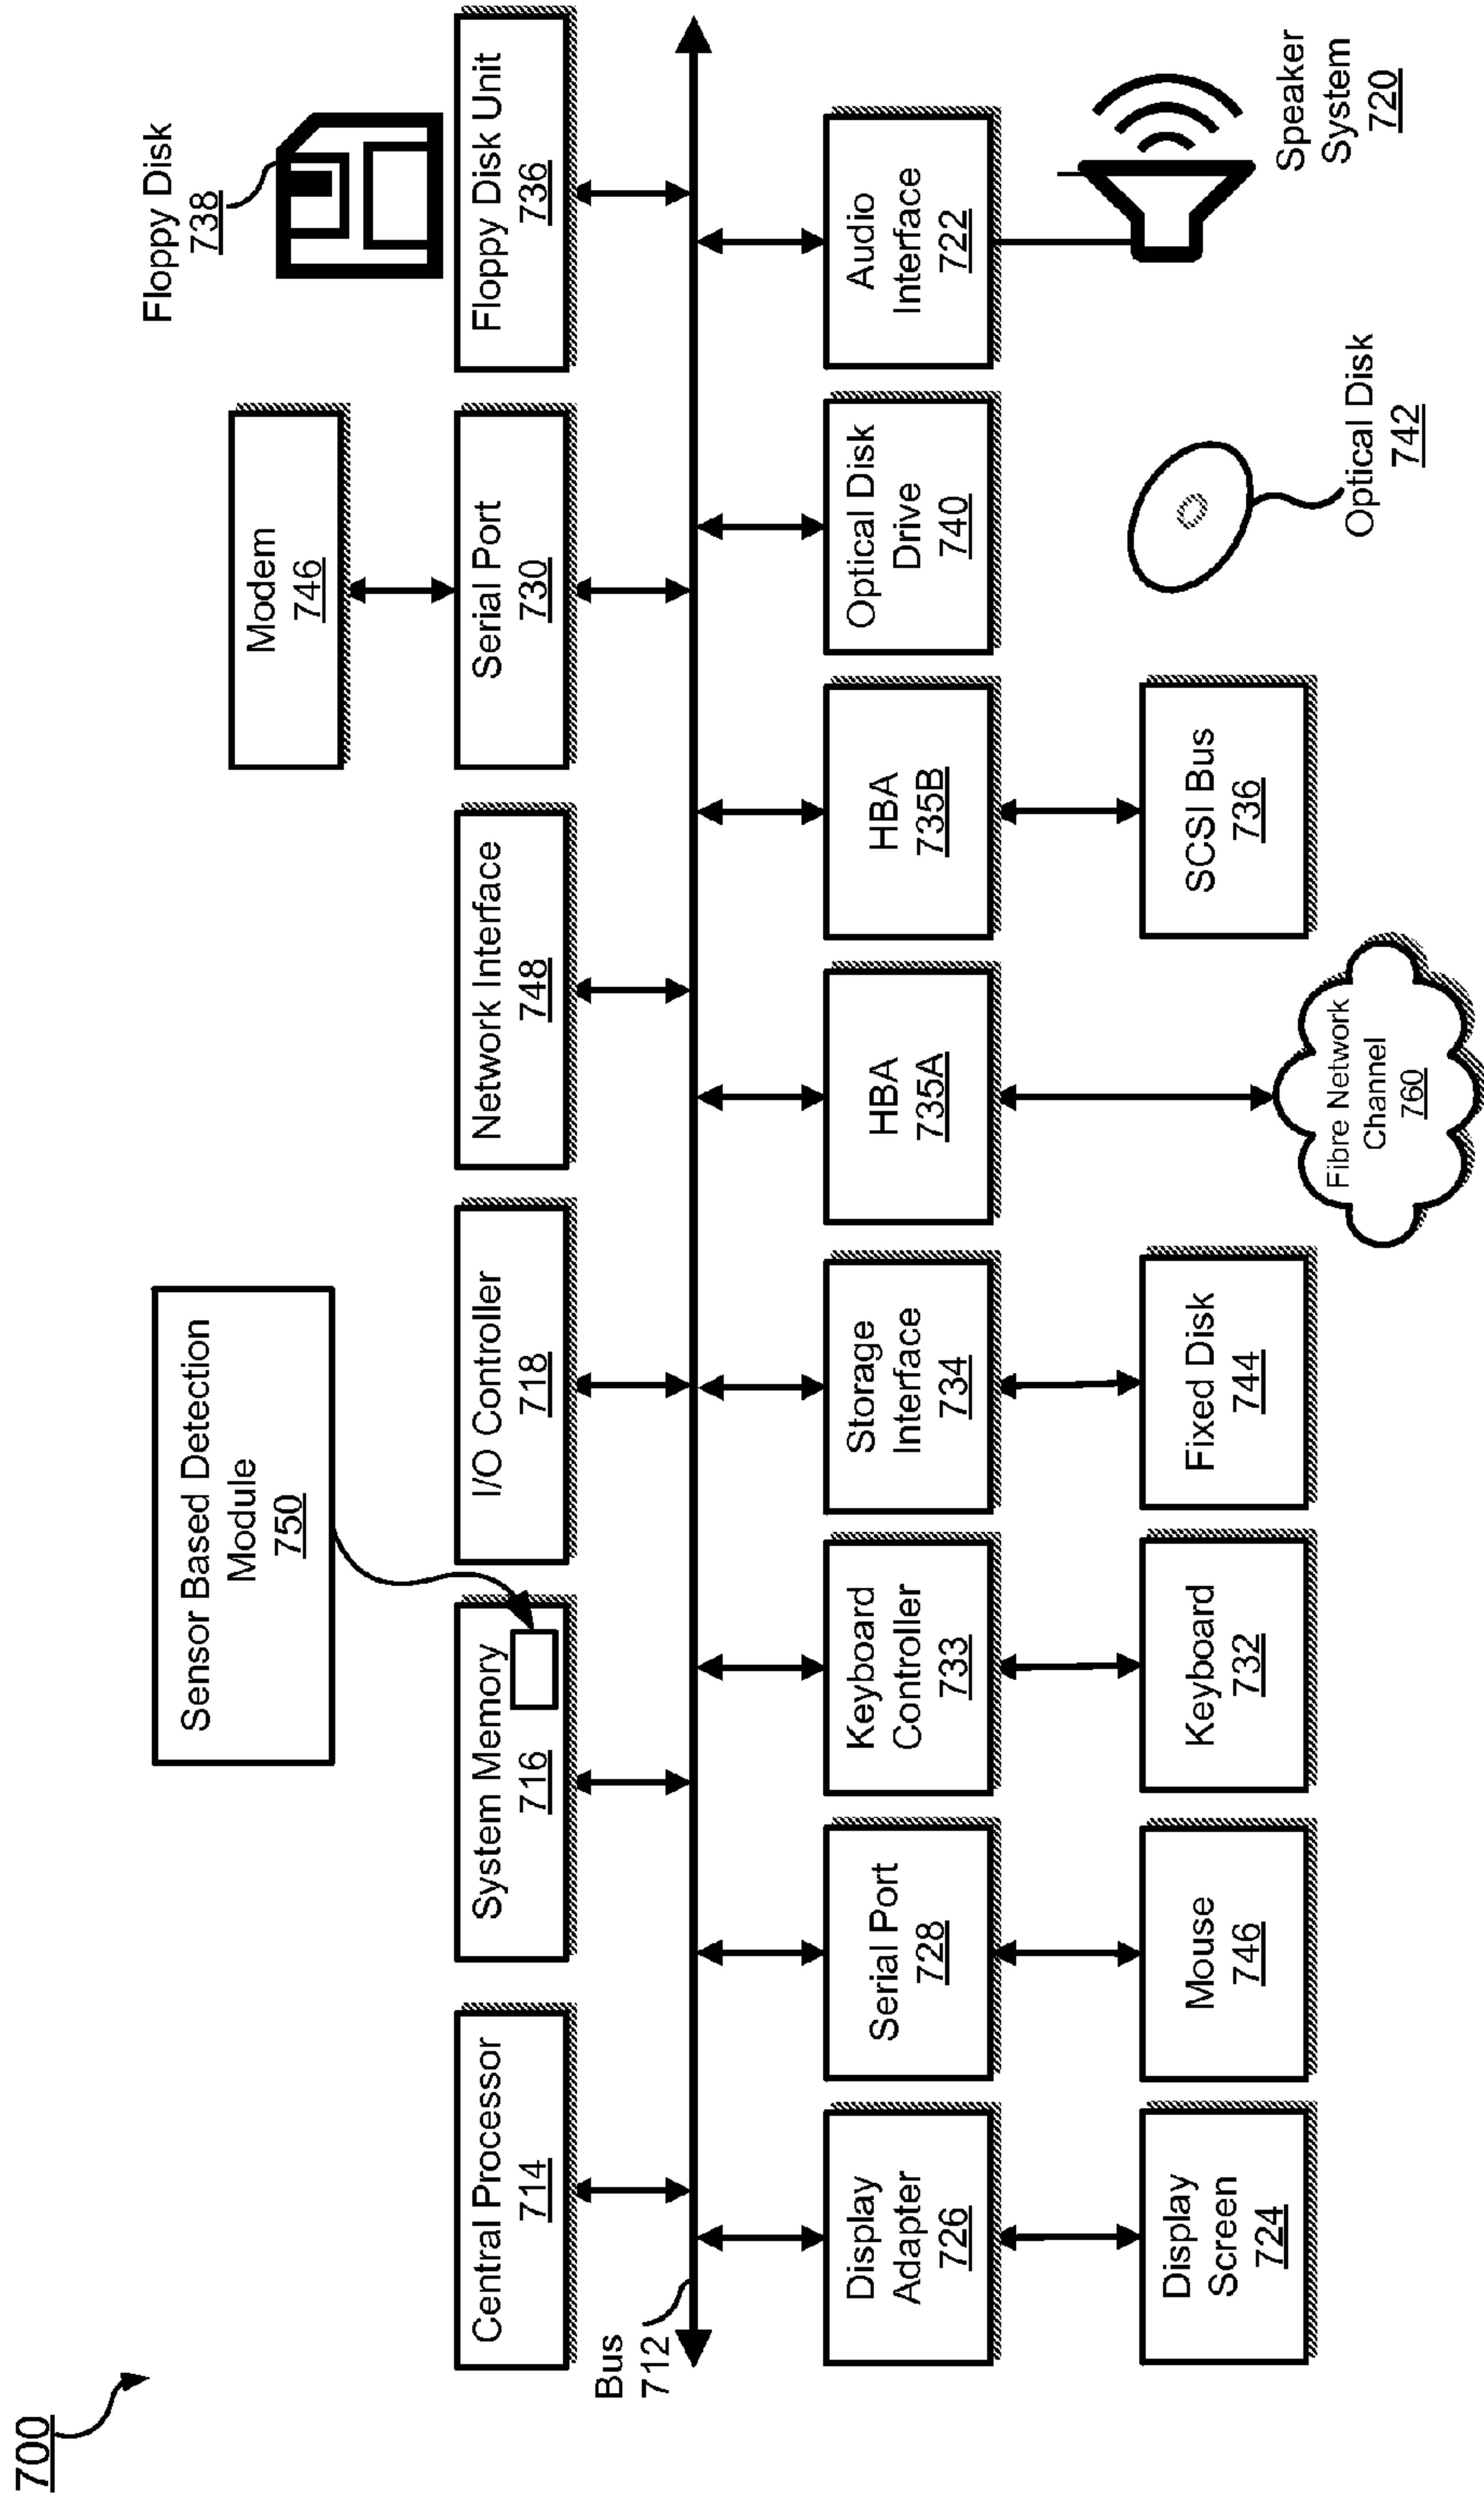 700
Sensor Based Detection
Module
750
Modem
746
Floppy Disk
738
Central Processor
714
System Memory
716
I/O Controller
718
Network Interface
748
Serial Port
730
Floppy Disk Unit
736
Bus
712
Display
Adapter
726
Serial Port
728
Keyboard
Controller
733
Storage
Interface
734
HBA
735A
HBA
735B
Optical Disk
Drive
740
Audio
Interface
722
Display
Screen
724
Mouse
746
Keyboard
732
Fixed Disk
744
Fibre Network
Channel
760
SCSI Bus
736
Optical Disk
742
Speaker
System
720